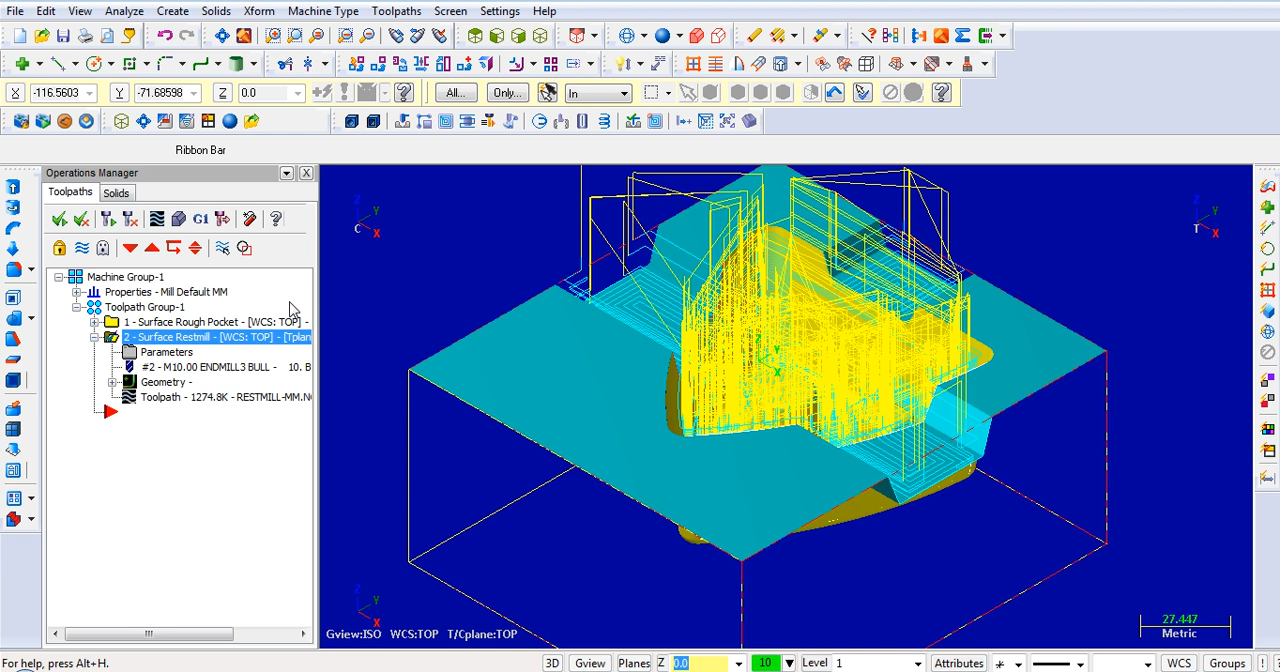 File Edit View Analyze Create Solids Xform Machine Type Toolpaths Screen Settings Help
X -116.5603 Y -71.68598 Z 0.0 All... Only... In
Ribbon Bar
Operations Manager
Toolpaths Solids
G1
Machine Group-1
Properties - Mill Default MM
Toolpath Group-1
1 - Surface Rough Pocket - [WCS: TOP] -
2 - Surface Restmill - [WCS: TOP] - [Tplan
Parameters
#2 - M10.00 ENDMILL3 BULL - 10. B
Geometry -
Toolpath - 1274.8K - RESTMILL-MM.N
Z Y C X
Z Y T X
Y X
Z Y X
Gview:ISO WCS:TOP T/Cplane:TOP
27.447
Metric
For help, press Alt+H.
3D Gview Planes Z 0.0 10 Level 1 Attributes WCS Groups